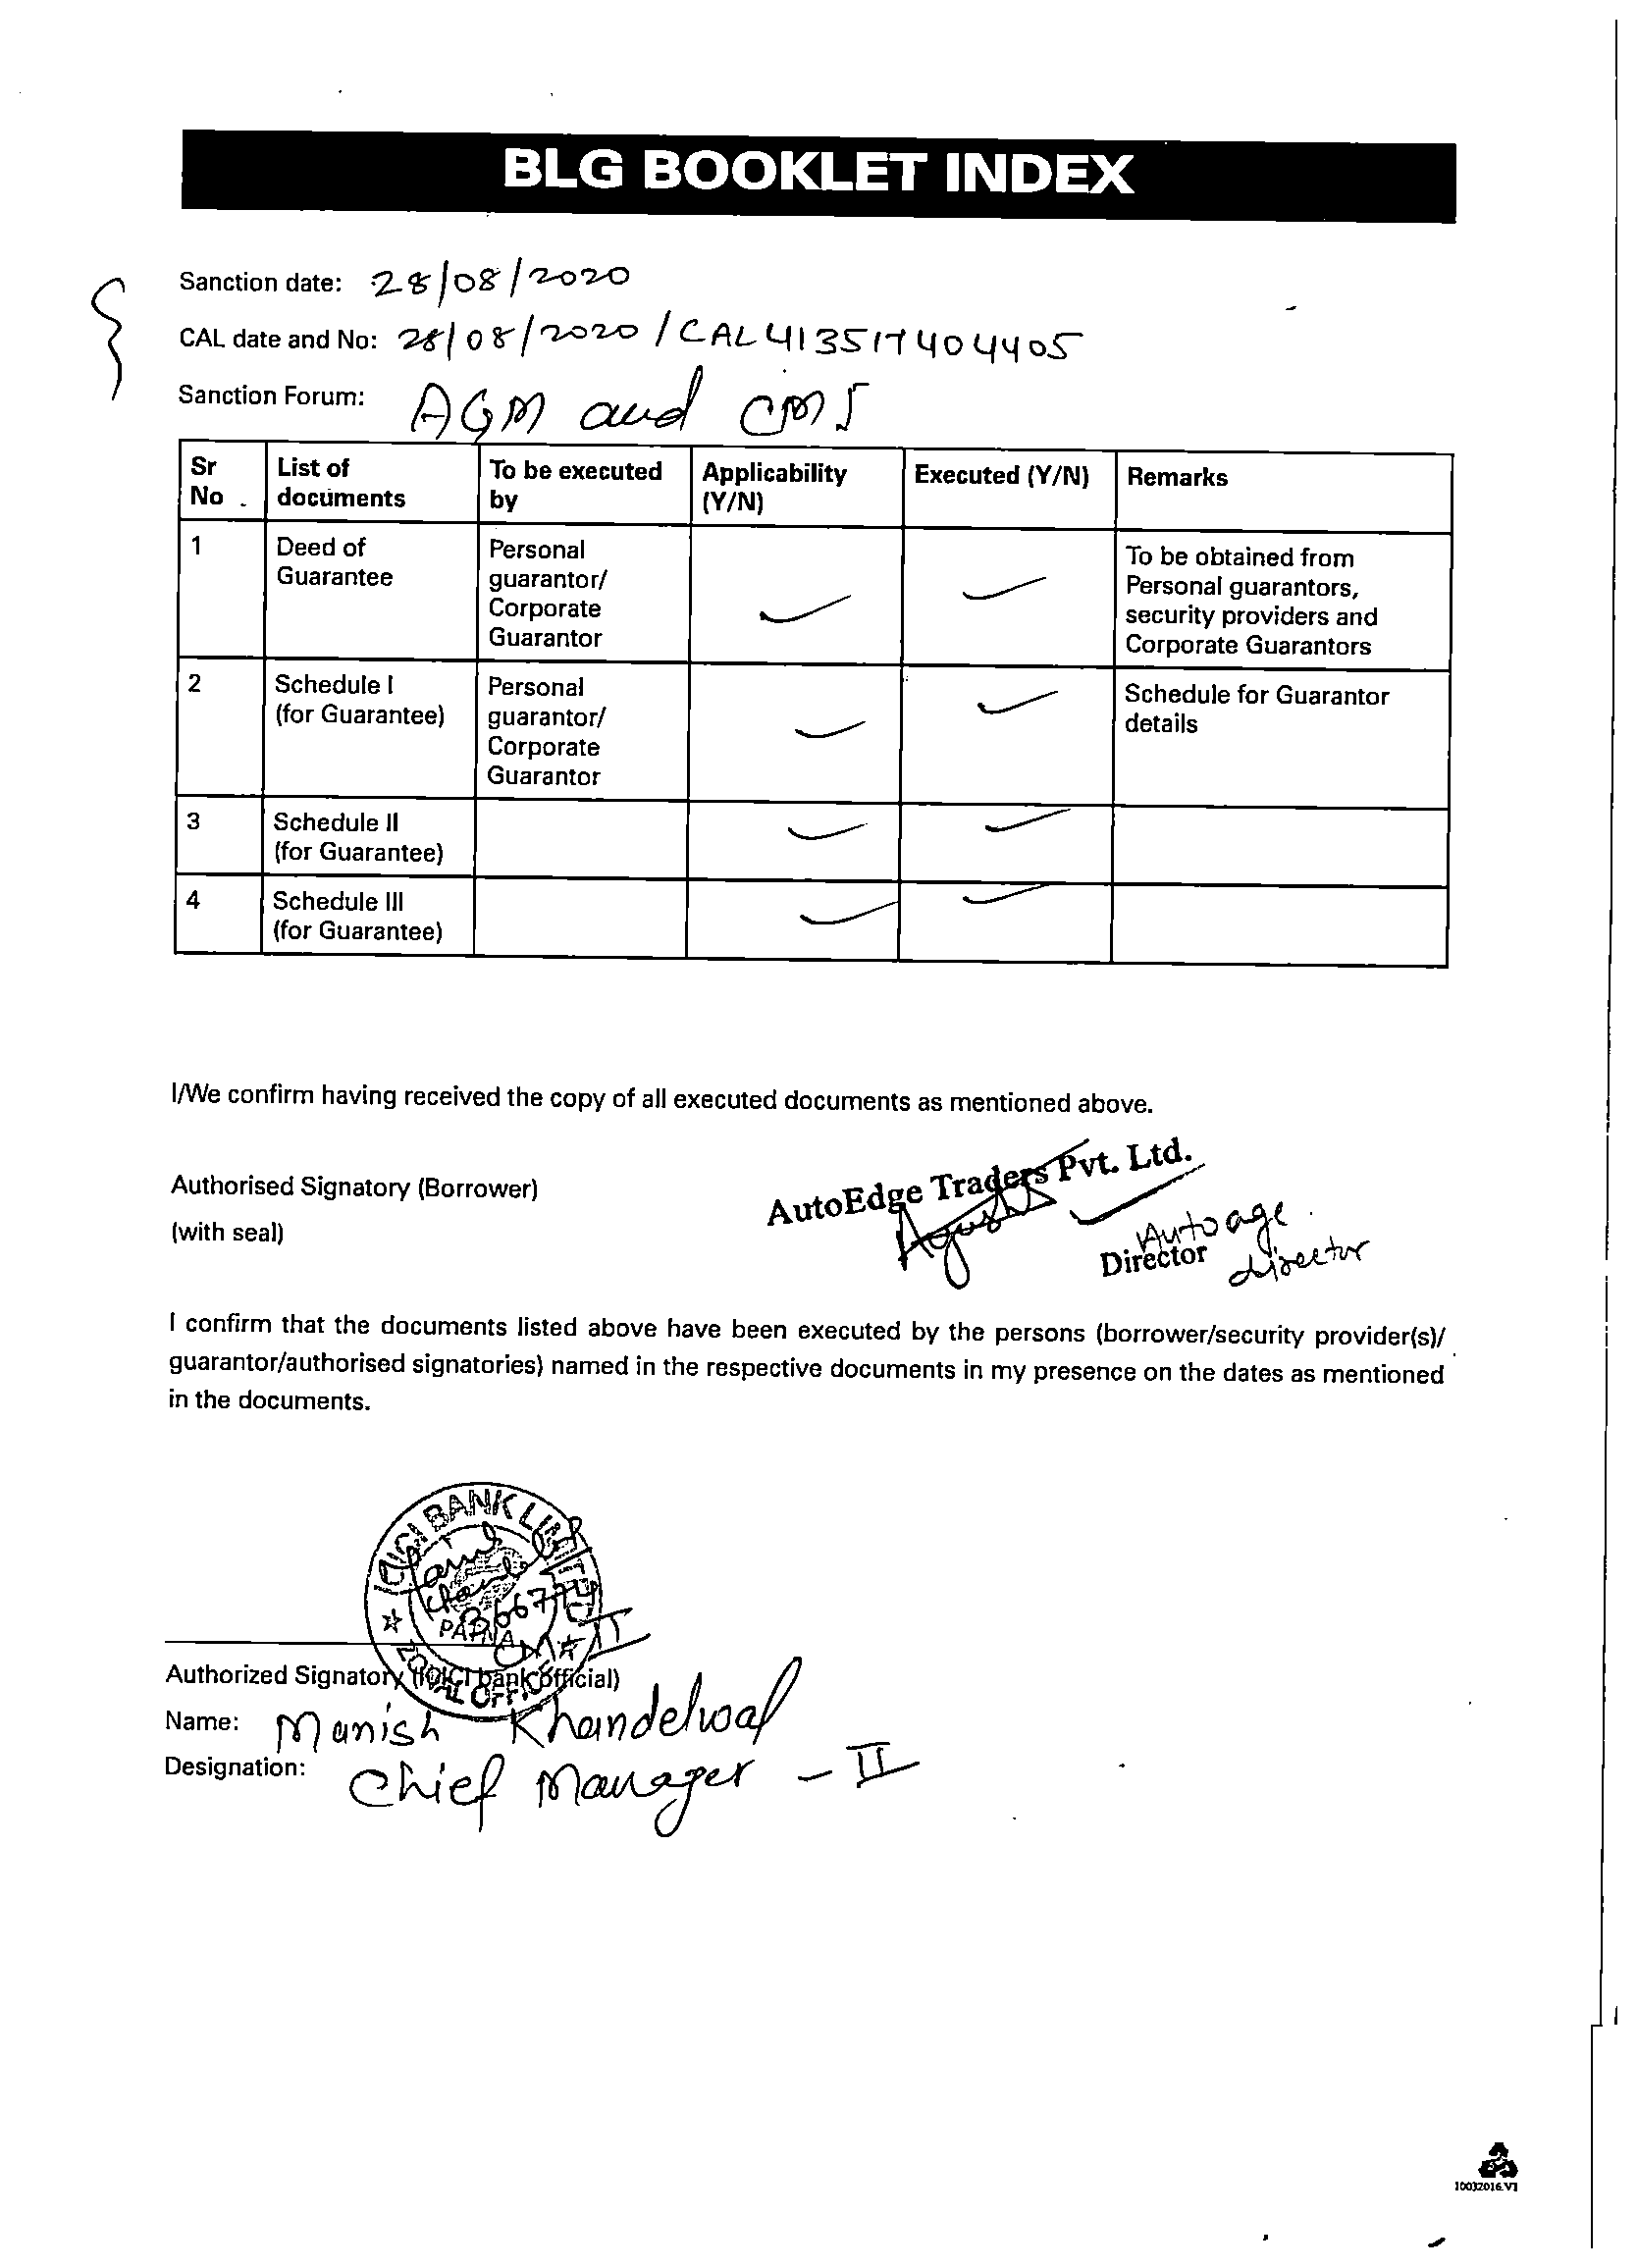 BLG BOOKLET INDEX
Sanction date: 28/08/2020
CAL date and No: 28/08/2020 / CAL413517404405
Sanction Forum: AGM and
Sr No
List of documents
To be executed by
Applicability (Y/N)
Executed (Y/N)
Remarks
1
Deed of
Guarantee
Personal
guarantor/
Corporate
Guarantor
To be obtained from
Personal guarantors,
security providers and
Corporate Guarantors
2
Schedule I
(for Guarantee)
Personal
guarantor/
Corporate
Guarantor
Schedule for Guarantor
details
3
Schedule II
(for Guarantee)
4
Schedule III
(for Guarantee)
I/We confirm having received the copy of all executed documents as mentioned above.
Authorised Signatory (Borrower)
(with seal)
AutoEdge Traders Pvt. Ltd.
Autoage
Director director
I confirm that the documents listed above have been executed by the persons (borrower/security provider(s)/
guarantor/authorised signatories) named in the respective documents in my presence on the dates as mentioned
in the documents.
ICICI BANK LIMITED
PATNA
ZONAL OFFICE
Authorized Signatory (ICICI bank official)
Name: Manish Khandelwal
Designation: Chief Manager - II
10032016.V1